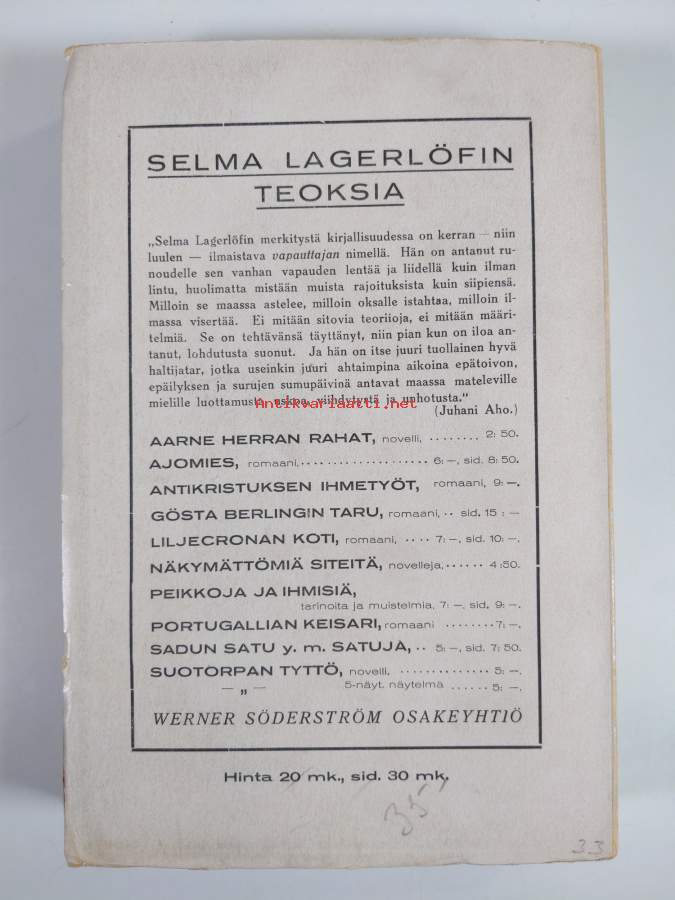 SELMA LAGERLÖFIN
TEOKSIA
„Selma Lagerlöfin merkitystä kirjallisuudessa on kerran — niin
luulen — ilmaistava vapauttajan nimellä. Hän on antanut ru-
noudelle sen vanhan vapauden lentää ja liidellä kuin ilman
lintu, huolimatta mistään muista rajoituksista kuin siipiensä.
Milloin se maassa astelee, milloin oksalle istahtaa, milloin il-
massa visertää. Ei mitään sitovia teoriioja, ei mitään määri-
telmiä. Se on tehtävänsä täyttänyt, niin pian kun on iloa an-
tanut, lohdutusta suonut. Ja hän on itse juuri tuollainen hyvä
haltijatar, jotka useinkin juuri ahtaimpina aikoina epätoivon,
epäilyksen ja surujen sumupäivinä antavat maassa mateleville
mielille luottamusta, uskoa, viihdytystä ja unhotusta.“
Antikvariaatti.net
(Juhani Aho.)
AARNE HERRAN RAHAT, novelli, ........ 2: 50.
AJOMIES, romaani, .................... 6: —, sid. 8: 50.
ANTIKRISTUKSEN IHMETYÖT, romaani, 9: —.
GÖSTA BERLINGIN TARU, romaani, .. sid. 15 : —
LILJECRONAN KOTI, romaani, .... 7: —, sid. 10: —.
NÄKYMÄTTÖMIÄ SITEITÄ, novelleja, ...... 4 :50.
PEIKKOJA JA IHMISIÄ,
tarinoita ja muistelmia, 7: —, sid. 9: —.
PORTUGALLIAN KEISARI, romaani ........ 7: —.
SADUN SATU y. m. SATUJA, .. 5: —, sid. 7: 50.
SUOTORPAN TYTTÖ, novelli, .............. 5: —.
— „ — 5-näyt. näytelmä ...... 5: —,
WERNER SÖDERSTRÖM OSAKEYHTIÖ
Hinta 20 mk., sid. 30 mk.
35
33